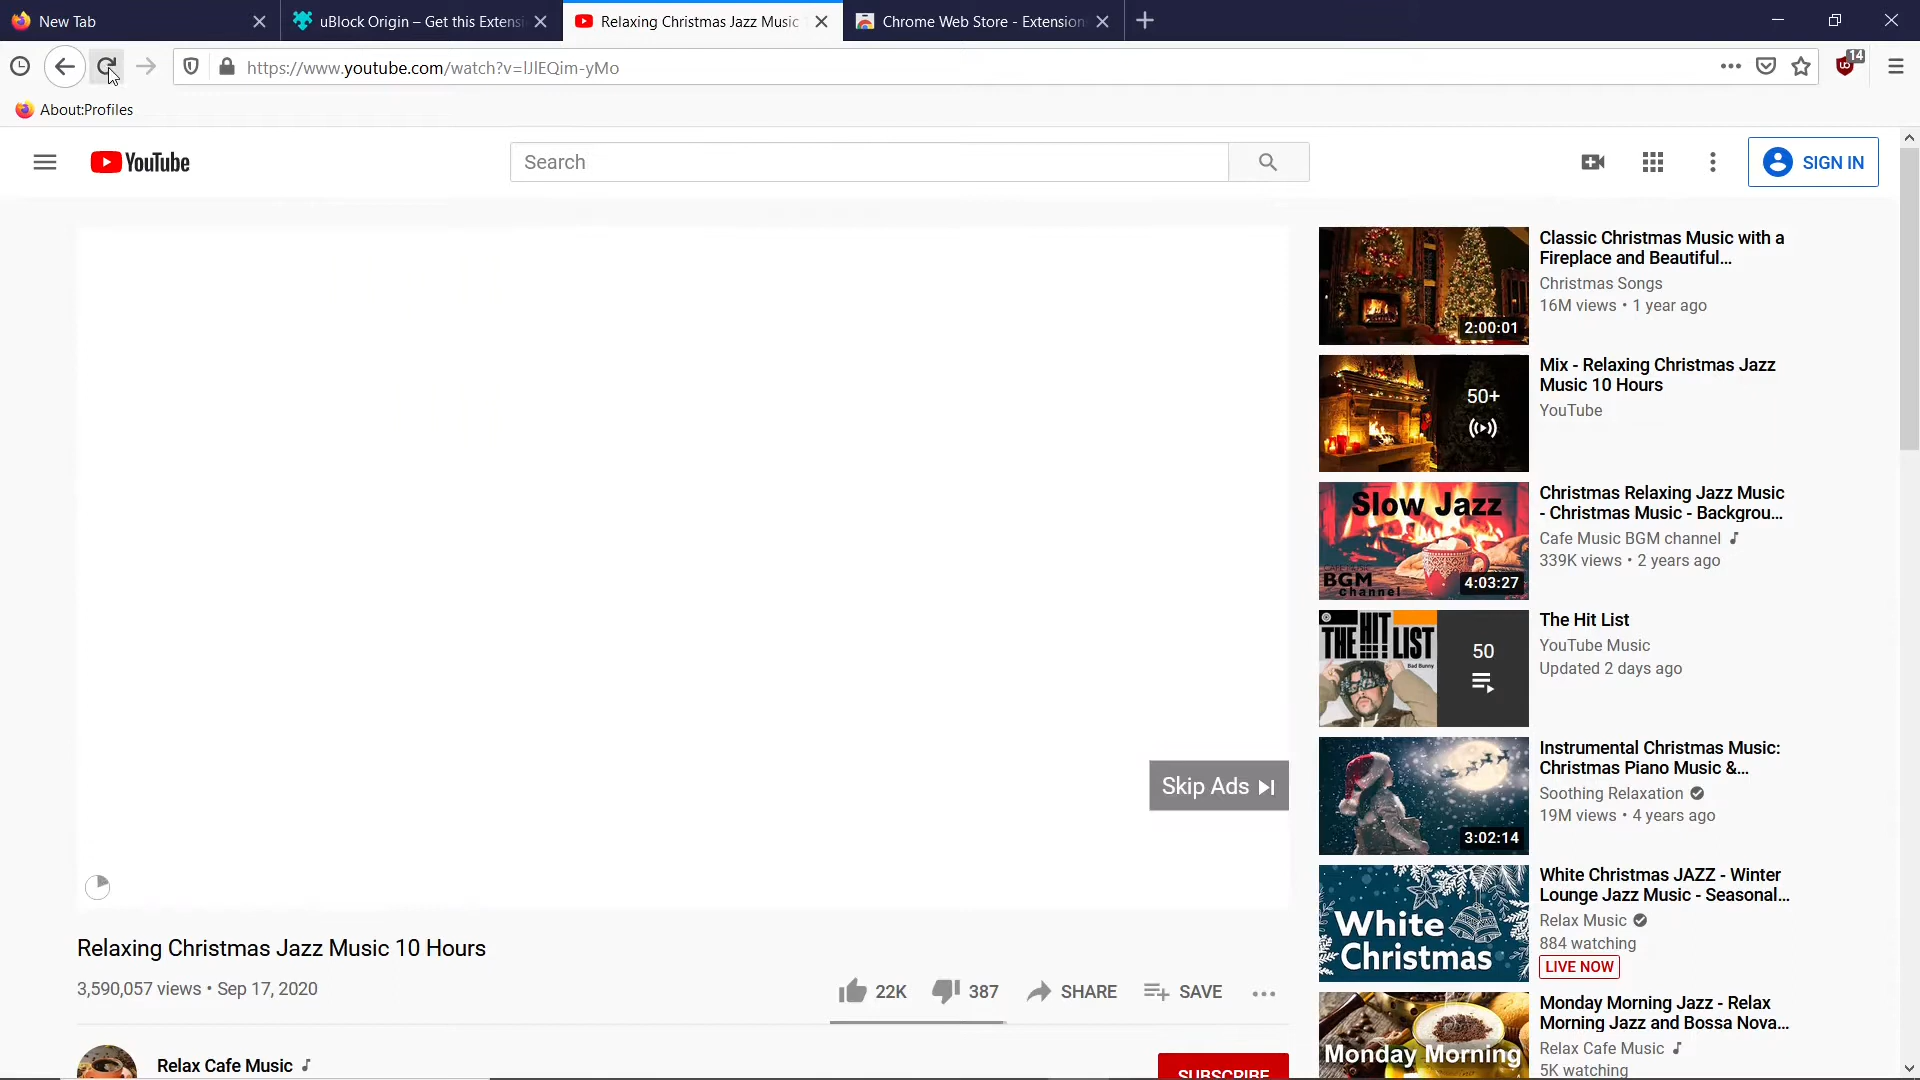 New Tab
uBlock Origin – Get this Extensi
Relaxing Christmas Jazz Music
Chrome Web Store - Extension
https://www.youtube.com/watch?v=lJlEQim-yMo
14
About:Profiles
YouTube
Search
SIGN IN
Skip Ads
Relaxing Christmas Jazz Music 10 Hours
3,590,057 views • Sep 17, 2020
22K
387
SHARE
SAVE
Relax Cafe Music ♪
SUBSCRIBE
2:00:01
Classic Christmas Music with a
Fireplace and Beautiful...
Christmas Songs
16M views • 1 year ago
50+
Mix - Relaxing Christmas Jazz
Music 10 Hours
YouTube
Slow Jazz
CAFE MUSIC
BGM
channel
4:03:27
Christmas Relaxing Jazz Music
- Christmas Music - Backgrou...
Cafe Music BGM channel ♪
339K views • 2 years ago
THE HIT LIST
Bad Bunny
50
The Hit List
YouTube Music
Updated 2 days ago
3:02:14
Instrumental Christmas Music:
Christmas Piano Music &...
Soothing Relaxation
19M views • 4 years ago
White
Christmas
White Christmas JAZZ - Winter
Lounge Jazz Music - Seasonal...
Relax Music
884 watching
LIVE NOW
Monday Morning
Monday Morning Jazz - Relax
Morning Jazz and Bossa Nova...
Relax Cafe Music ♪
5K watching